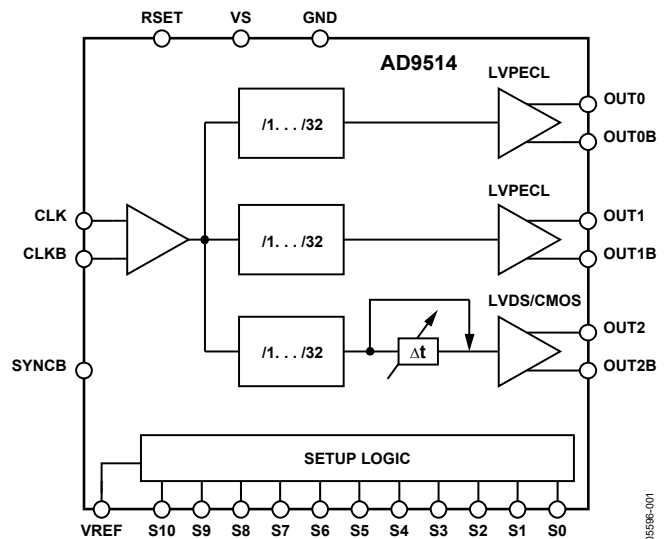 RSET VS GND
AD9514
LVPECL
/1. . . /32
OUT0
OUT0B
LVPECL
CLK
CLKB
/1. . . /32
OUT1
OUT1B
LVDS/CMOS
/1. . . /32
Δt
OUT2
OUT2B
SYNCB
SETUP LOGIC
VREF S10 S9 S8 S7 S6 S5 S4 S3 S2 S1 S0
05596-001